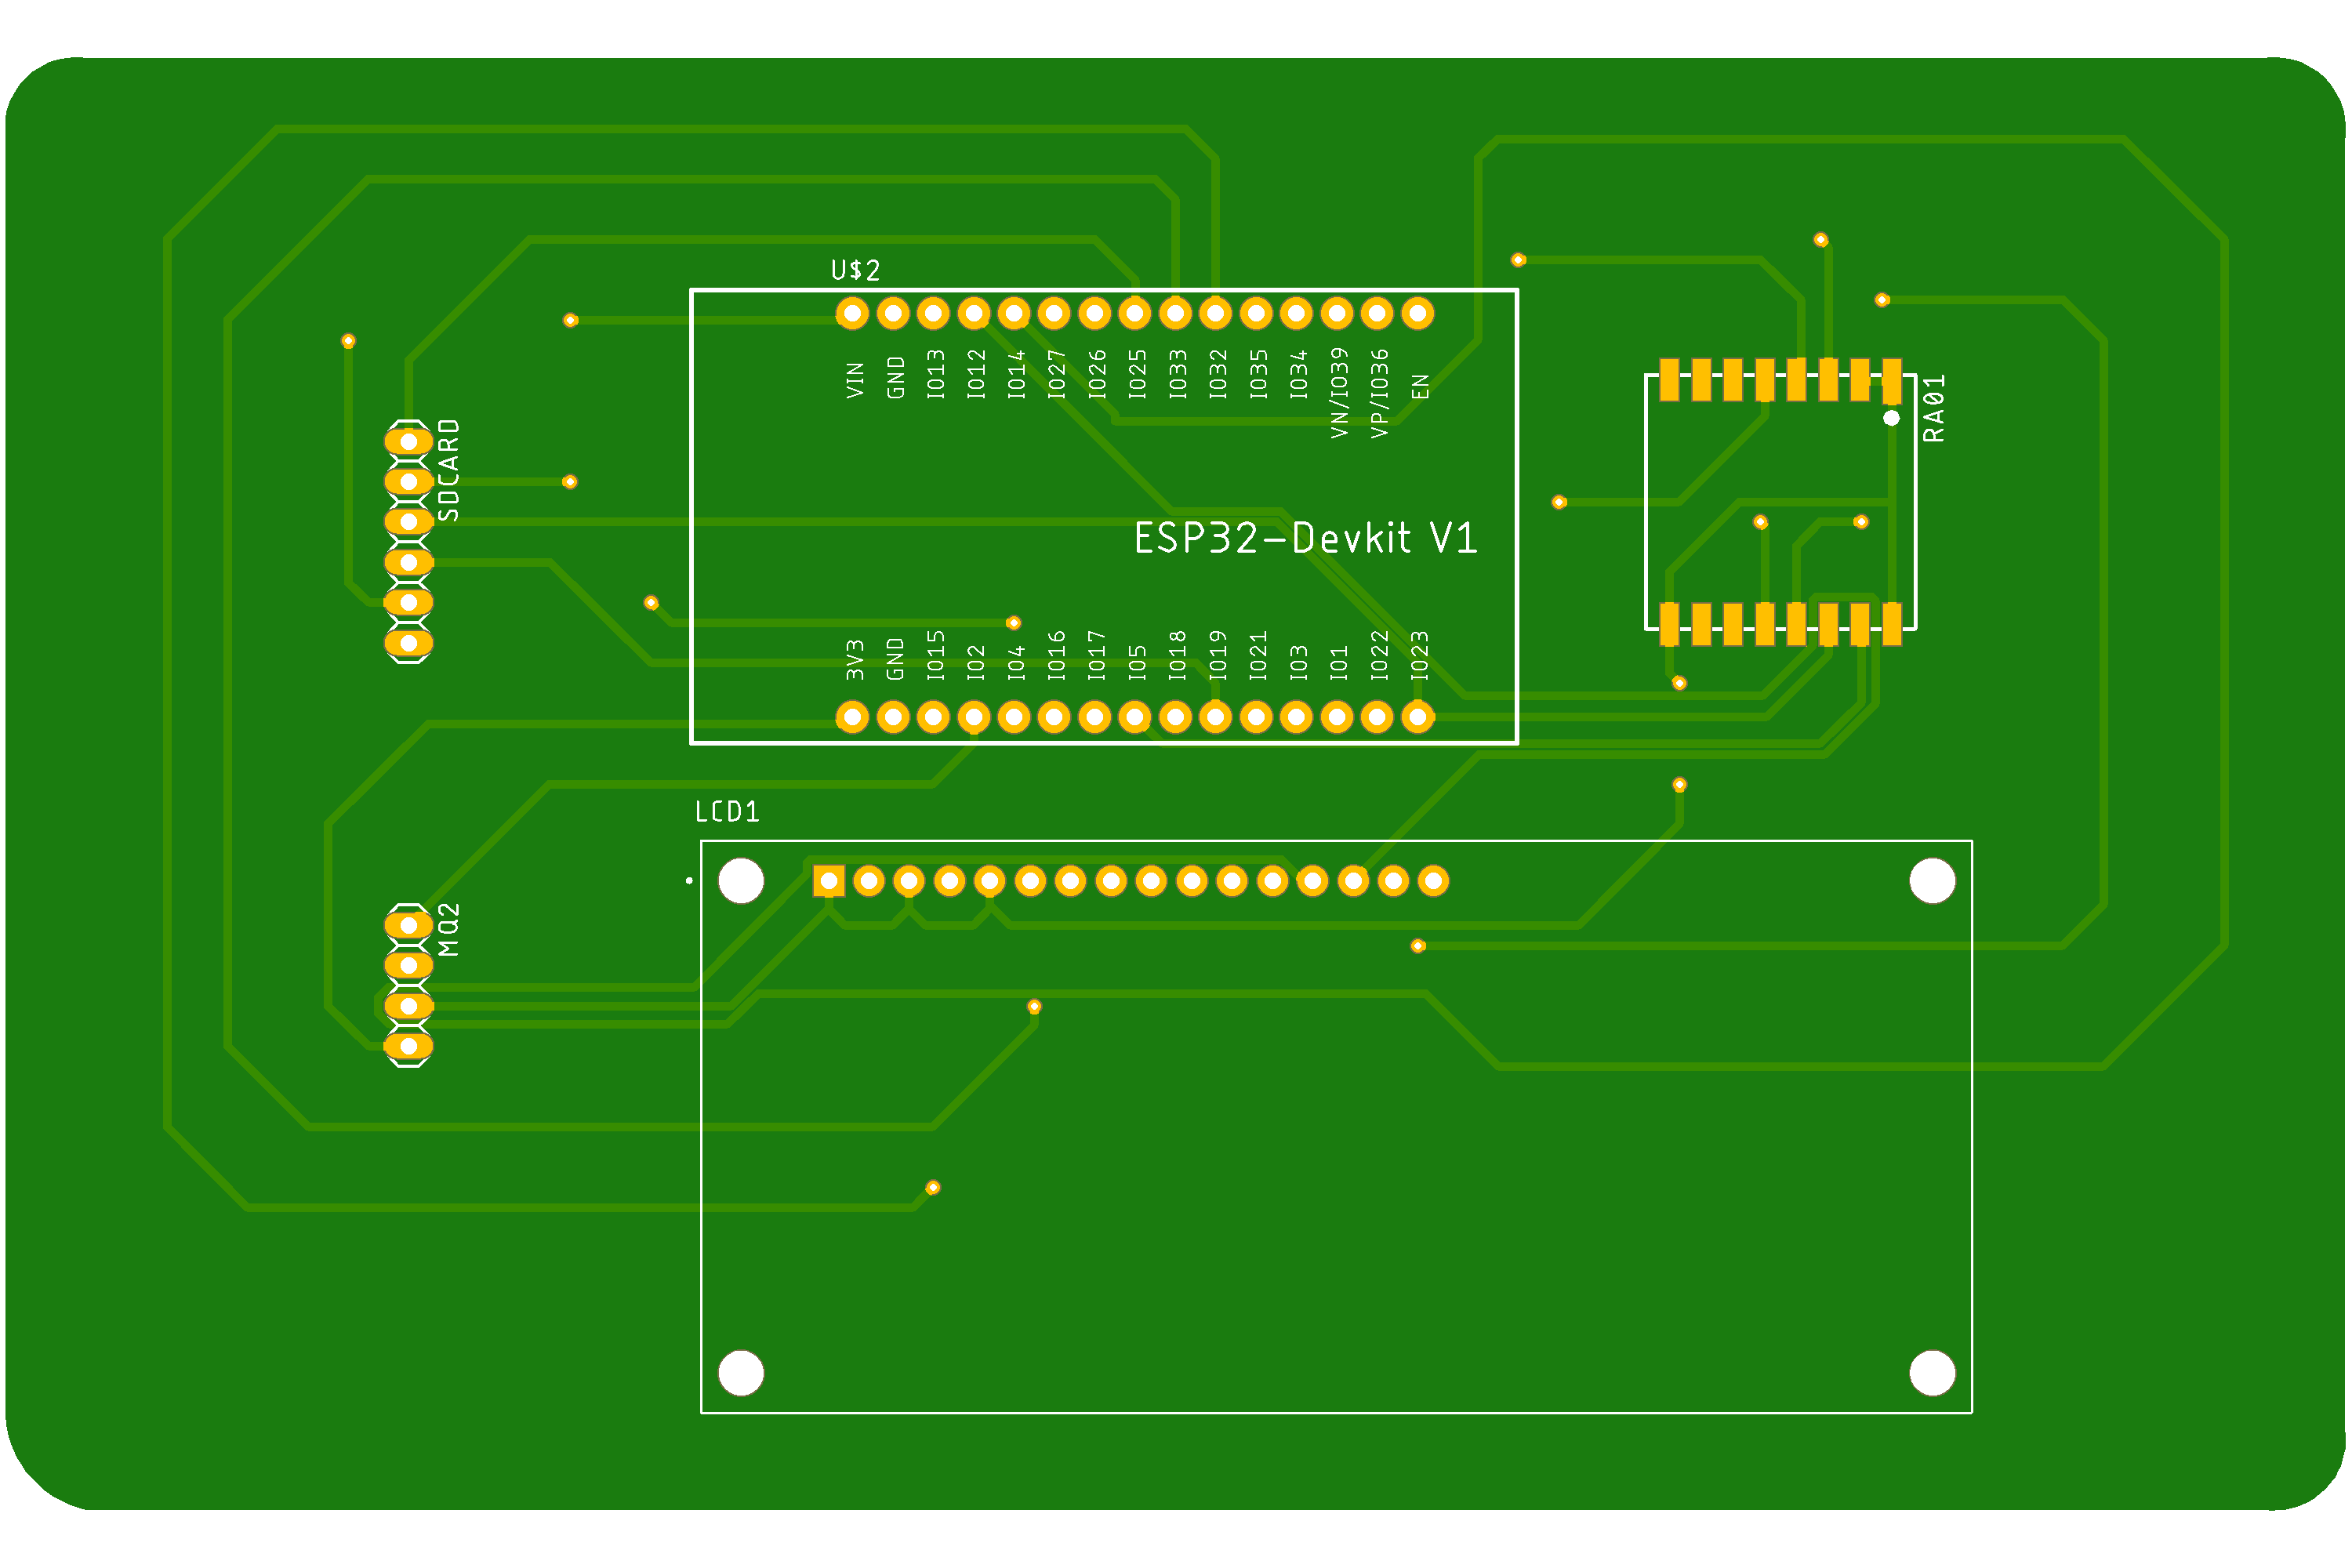 U$2
VIN
GND
IO13
IO12
IO14
IO27
IO26
IO25
IO33
IO32
IO35
IO34
VN/IO39
VP/IO36
EN
RA01
SDCARD
ESP32-Devkit V1
3V3
GND
IO15
IO2
IO4
IO16
IO17
IO5
IO18
IO19
IO21
IO3
IO1
IO22
IO23
LCD1
MQ2